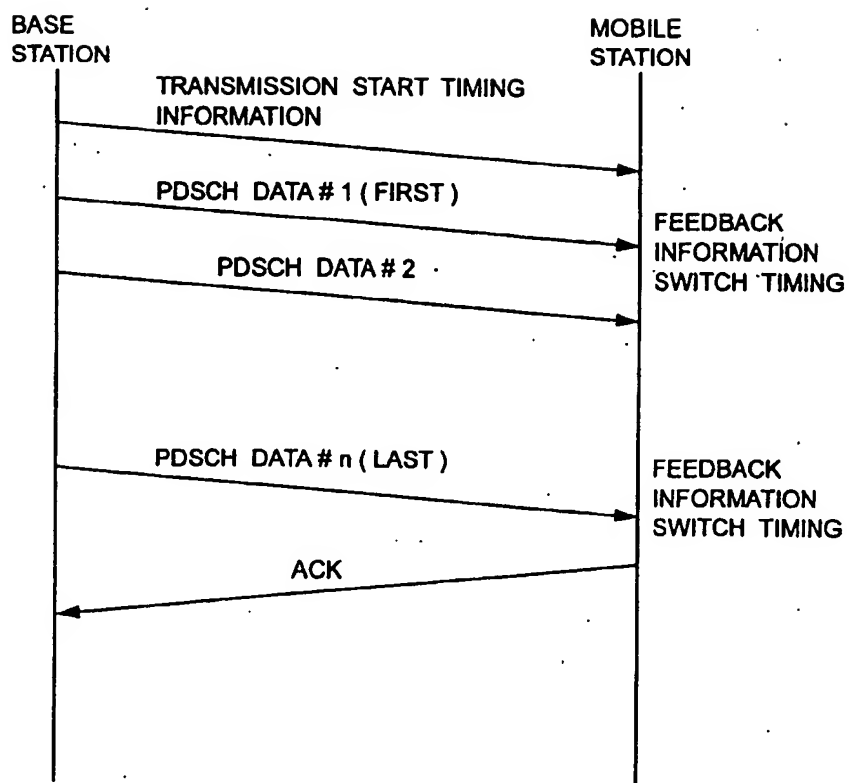 BASE
STATION
MOBILE
STATION
TRANSMISSION START TIMING
INFORMATION
PDSCH DATA # 1 ( FIRST )
FEEDBACK
INFORMATION
SWITCH TIMING
PDSCH DATA # 2
PDSCH DATA # n ( LAST )
FEEDBACK
INFORMATION
SWITCH TIMING
ACK